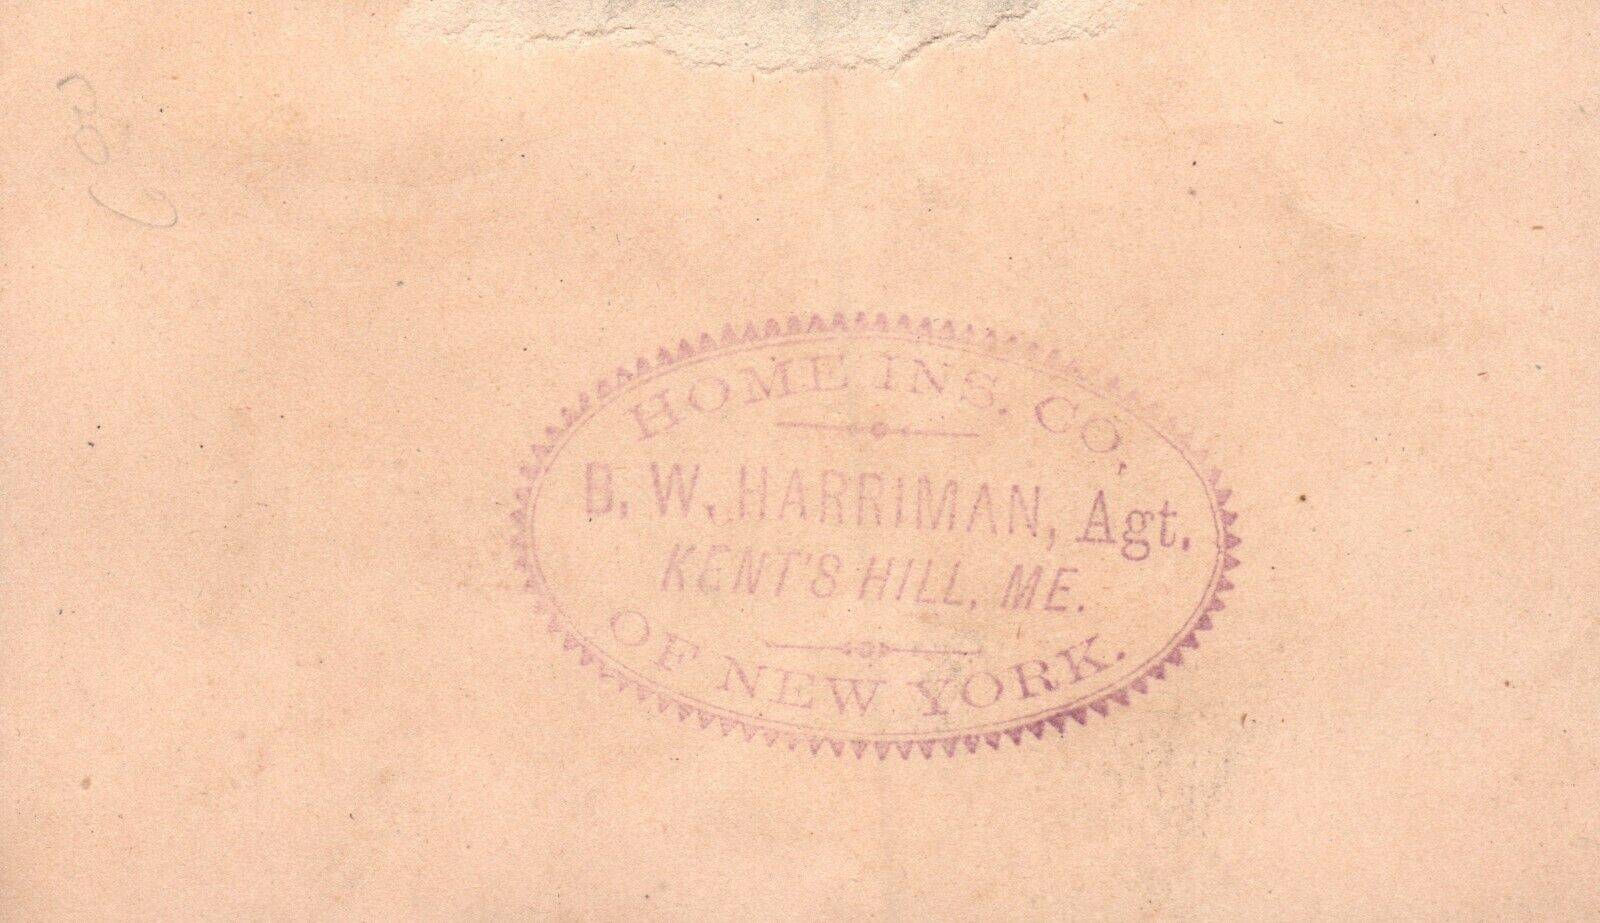 HOME INS. CO.
B. W. HARRIMAN, Agt.
KENT'S HILL, ME.
OF NEW YORK.